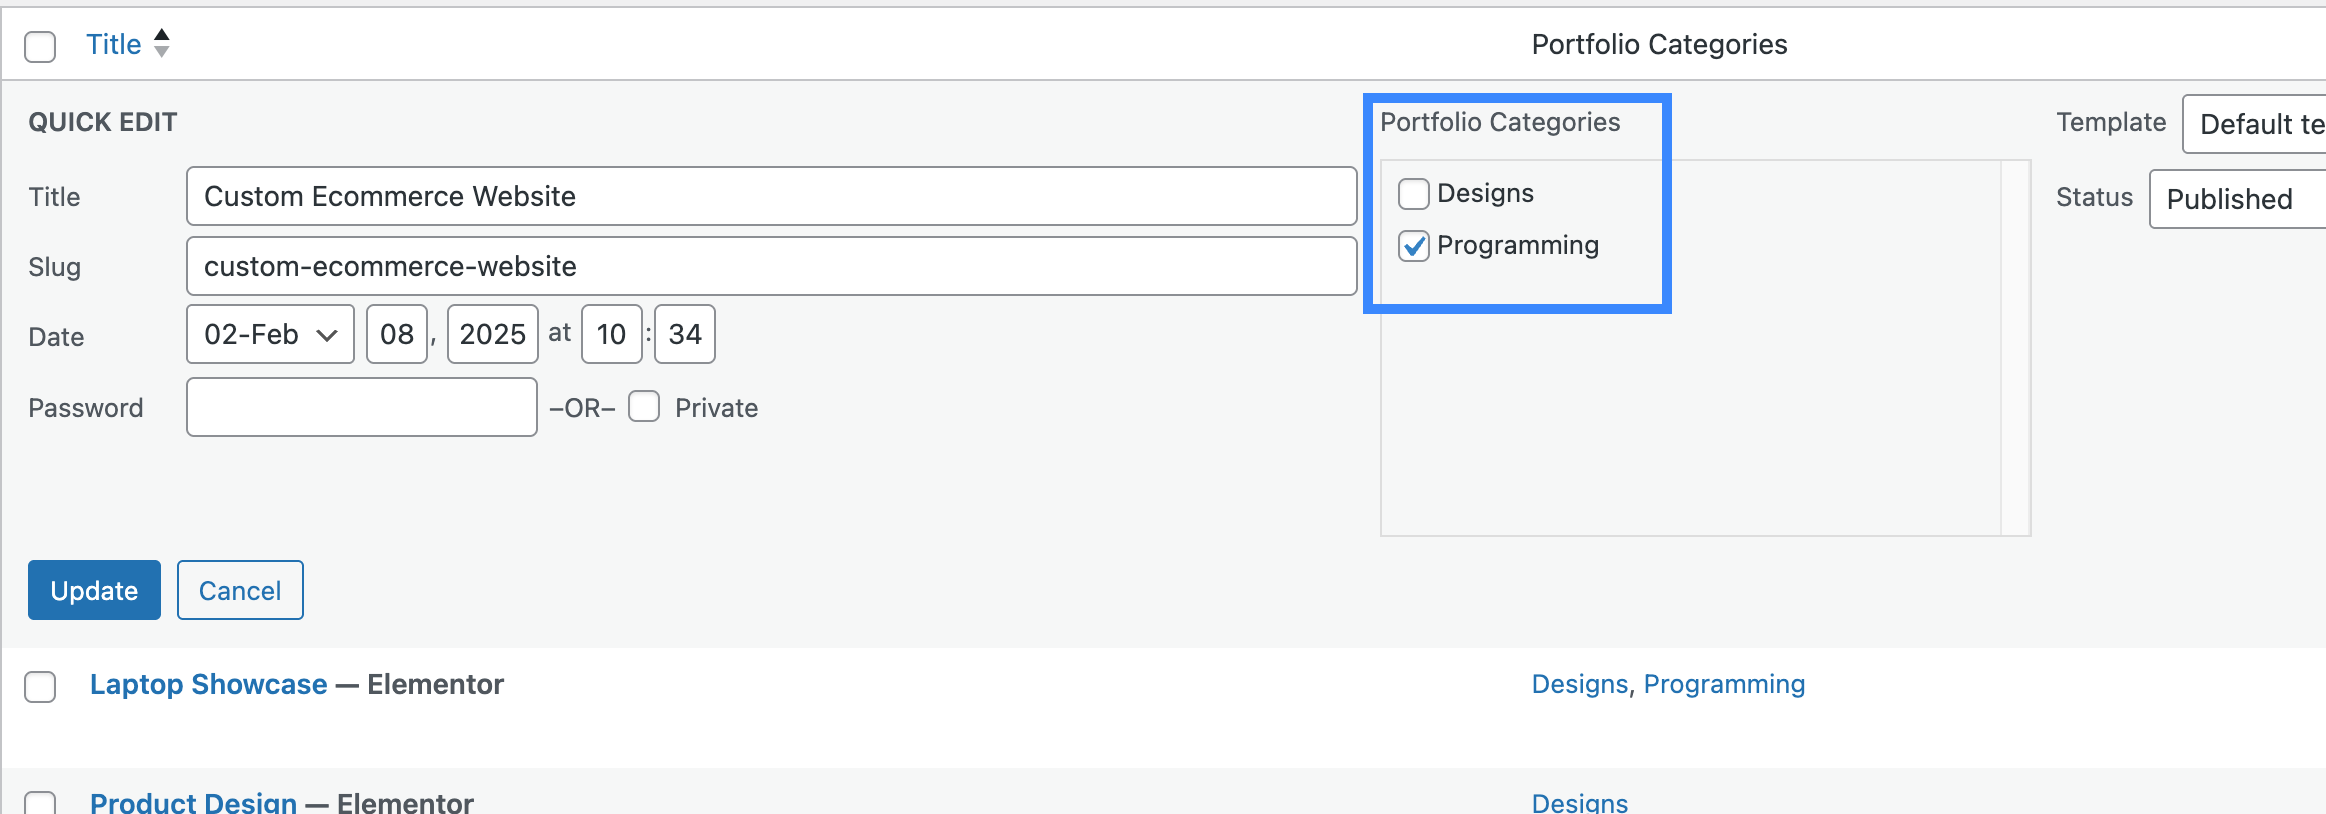 Title Portfolio Categories
QUICK EDIT
Title Custom Ecommerce Website
Slug custom-ecommerce-website
Date 02-Feb 08 , 2025 at 10 : 34
Password –OR– Private
Portfolio Categories
Designs
Programming
Template Default te
Status Published
Update Cancel
Laptop Showcase — Elementor Designs, Programming
Product Design — Elementor Designs